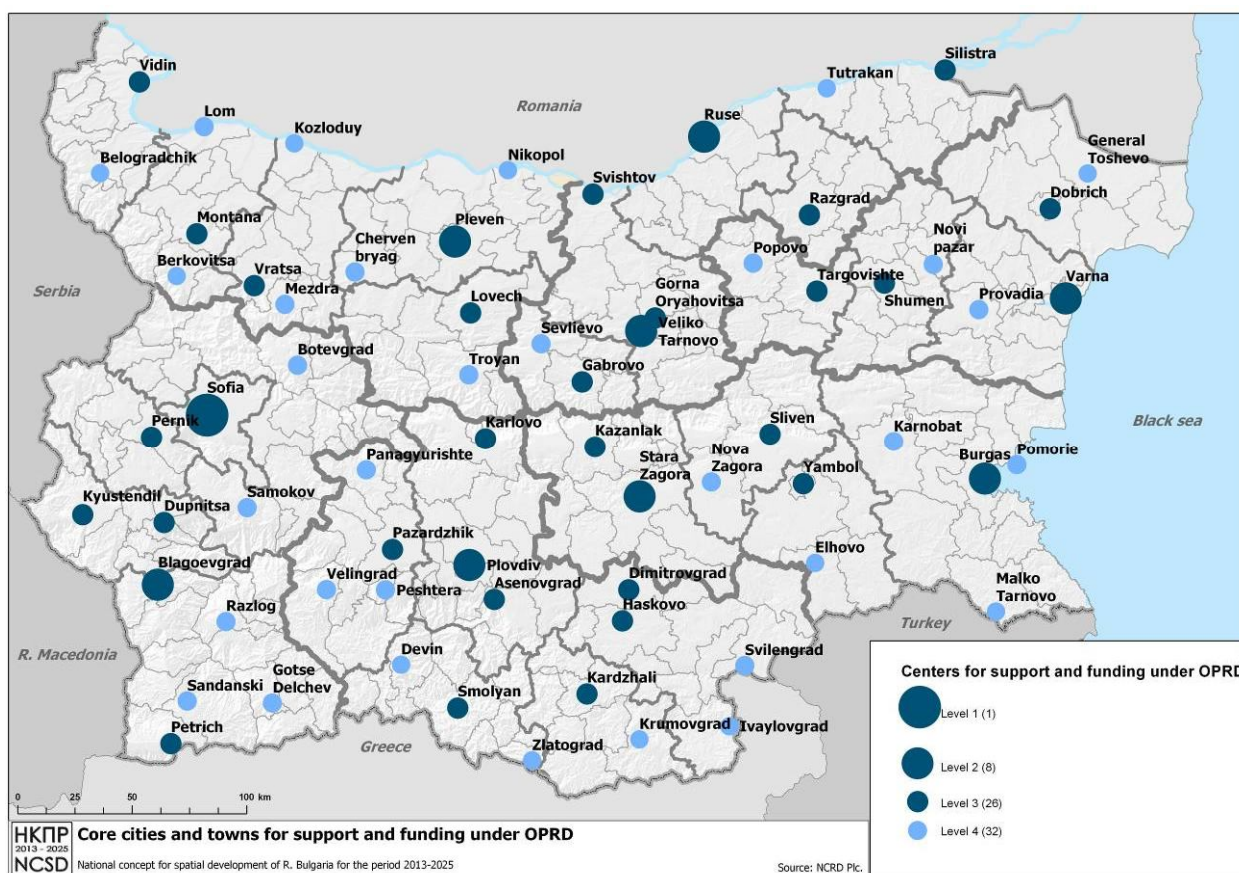 Vidin
Silistra
Tutrakan
Romania
Lom
Ruse
Kozloduy
General
Toshevo
Belogradchik
Nikopol
Svishtov
Dobrich
Razgrad
Montana
Pleven
Cherven
bryag
Novi
pazar
Popovo
Berkovitsa
Vratsa
Targovishte
Varna
Serbia
Mezdra
Lovech
Gorna
Oryahovitsa
Shumen
Provadia
Sevlievo
Veliko
Tarnovo
Botevgrad
Troyan
Gabrovo
Sofia
Pernik
Karlovo
Kazanlak
Sliven
Karnobat
Black sea
Panagyurishte
Stara
Zagora
Nova
Zagora
Burgas
Pomorie
Yambol
Kyustendil
Dupnitsa
Samokov
Pazardzhik
Elhovo
Blagoevgrad
Plovdiv
Velingrad
Peshtera
Asenovgrad
Dimitrovgrad
Malko
Tarnovo
Razlog
Haskovo
Turkey
R. Macedonia
Devin
Svilengrad
Gotse
Delchev
Sandanski
Smolyan
Kardzhali
Petrich
Krumovgrad
Ivaylovgrad
Greece
Zlatograd
0 25 50 100 km
Centers for support and funding under OPRD
Level 1 (1)
Level 2 (8)
Level 3 (26)
Level 4 (32)
НКПР
2013 - 2025
NCSD
Core cities and towns for support and funding under OPRD
National concept for spatial development of R. Bulgaria for the period 2013-2025
Source: NCRD Plc.